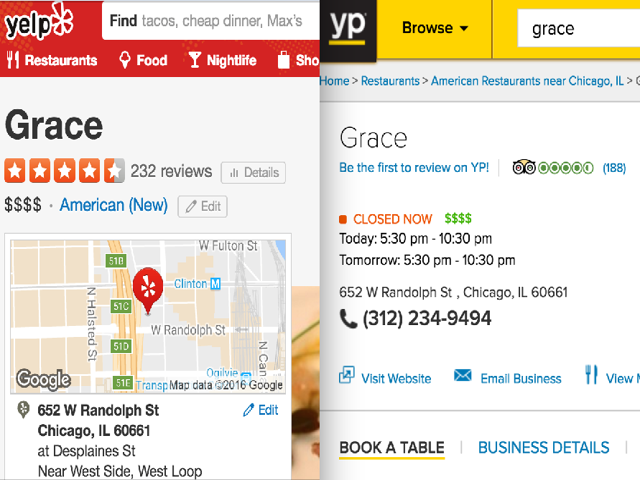 yelp
Find tacos, cheap dinner, Max's
Restaurants Food Nightlife Sho
Grace
232 reviews Details
$$$$ · American (New) Edit
W Fulton St
51B
Clinton M
N Halsted St
51C
W Randolph St
51D
N Can
Ogilvie
51E Transp Map data ©2016 Google
Google
652 W Randolph St Edit
Chicago, IL 60661
at Desplaines St
Near West Side, West Loop
yp Browse grace
Home > Restaurants > American Restaurants near Chicago, IL > G
Grace
Be the first to review on YP! (188)
CLOSED NOW $$$$
Today: 5:30 pm - 10:30 pm
Tomorrow: 5:30 pm - 10:30 pm
652 W Randolph St , Chicago, IL 60661
(312) 234-9494
Visit Website Email Business View M
BOOK A TABLE | BUSINESS DETAILS |